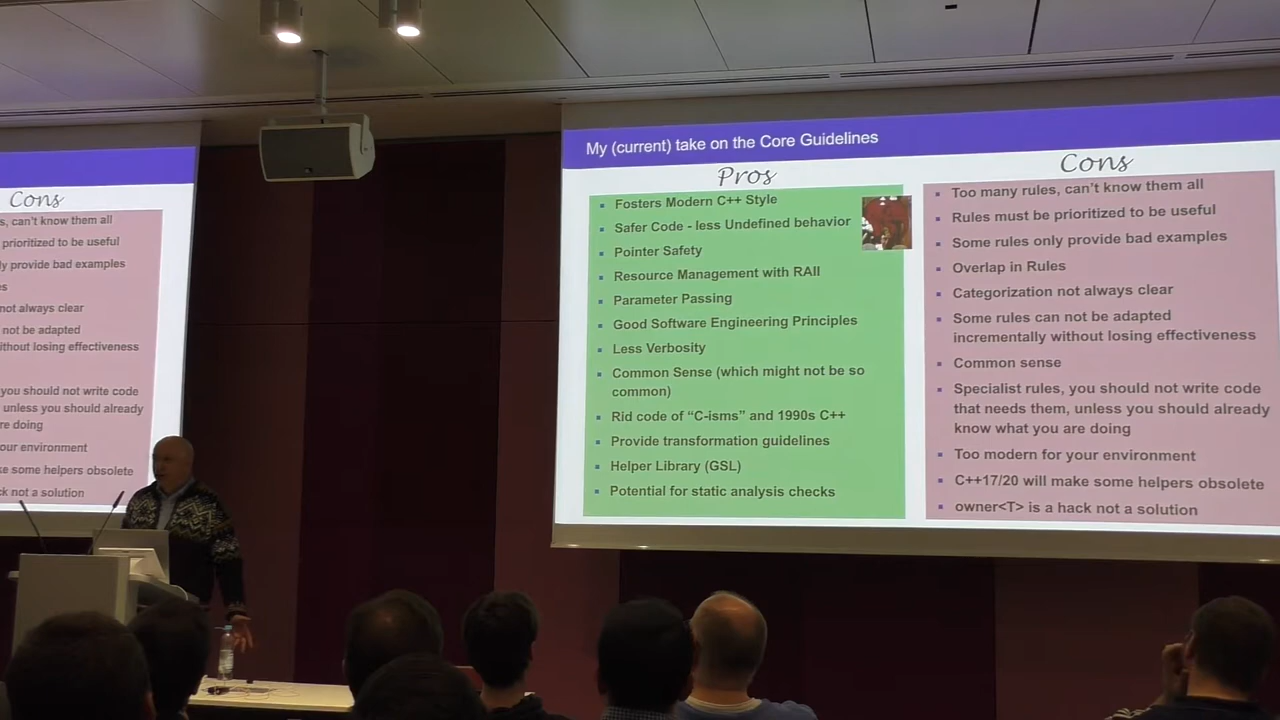 Cons
s, can't know them all
prioritized to be useful
ly provide bad examples
es
not always clear
not be adapted
ithout losing effectiveness
you should not write code
unless you should already
re doing
our environment
ke some helpers obsolete
ck not a solution
My (current) take on the Core Guidelines
Pros
Fosters Modern C++ Style
Safer Code - less Undefined behavior
Pointer Safety
Resource Management with RAII
Parameter Passing
Good Software Engineering Principles
Less Verbosity
Common Sense (which might not be so
common)
Rid code of “C-isms” and 1990s C++
Provide transformation guidelines
Helper Library (GSL)
Potential for static analysis checks
Cons
Too many rules, can't know them all
Rules must be prioritized to be useful
Some rules only provide bad examples
Overlap in Rules
Categorization not always clear
Some rules can not be adapted
incrementally without losing effectiveness
Common sense
Specialist rules, you should not write code
that needs them, unless you should already
know what you are doing
Too modern for your environment
C++17/20 will make some helpers obsolete
owner<T> is a hack not a solution